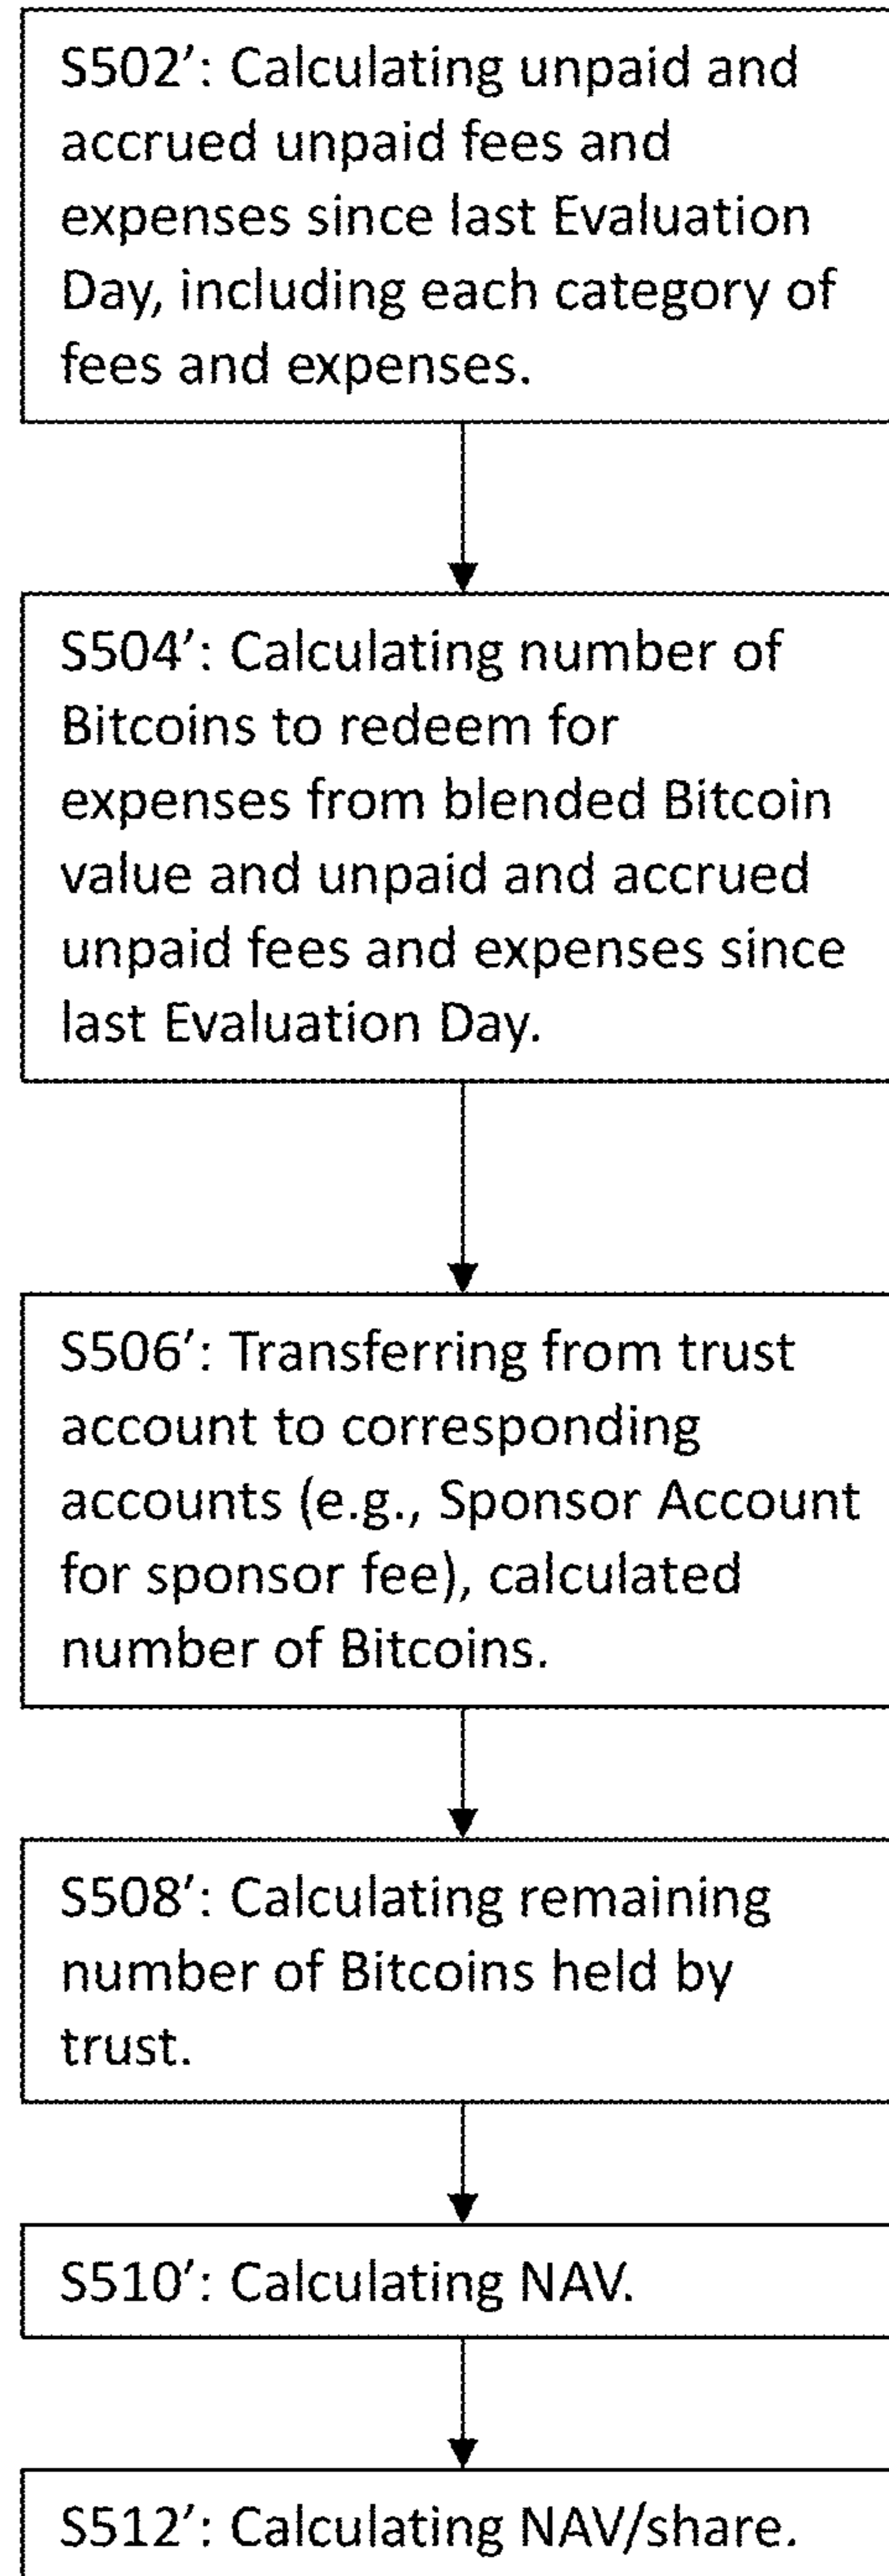 S502′: Calculating unpaid and
accrued unpaid fees and
expenses since last Evaluation
Day, including each category of
fees and expenses.
S504′: Calculating number of
Bitcoins to redeem for
expenses from blended Bitcoin
value and unpaid and accrued
unpaid fees and expenses since
last Evaluation Day.
S506′: Transferring from trust
account to corresponding
accounts (e.g., Sponsor Account
for sponsor fee), calculated
number of Bitcoins.
S508′: Calculating remaining
number of Bitcoins held by
trust.
S510′: Calculating NAV.
S512′: Calculating NAV/share.